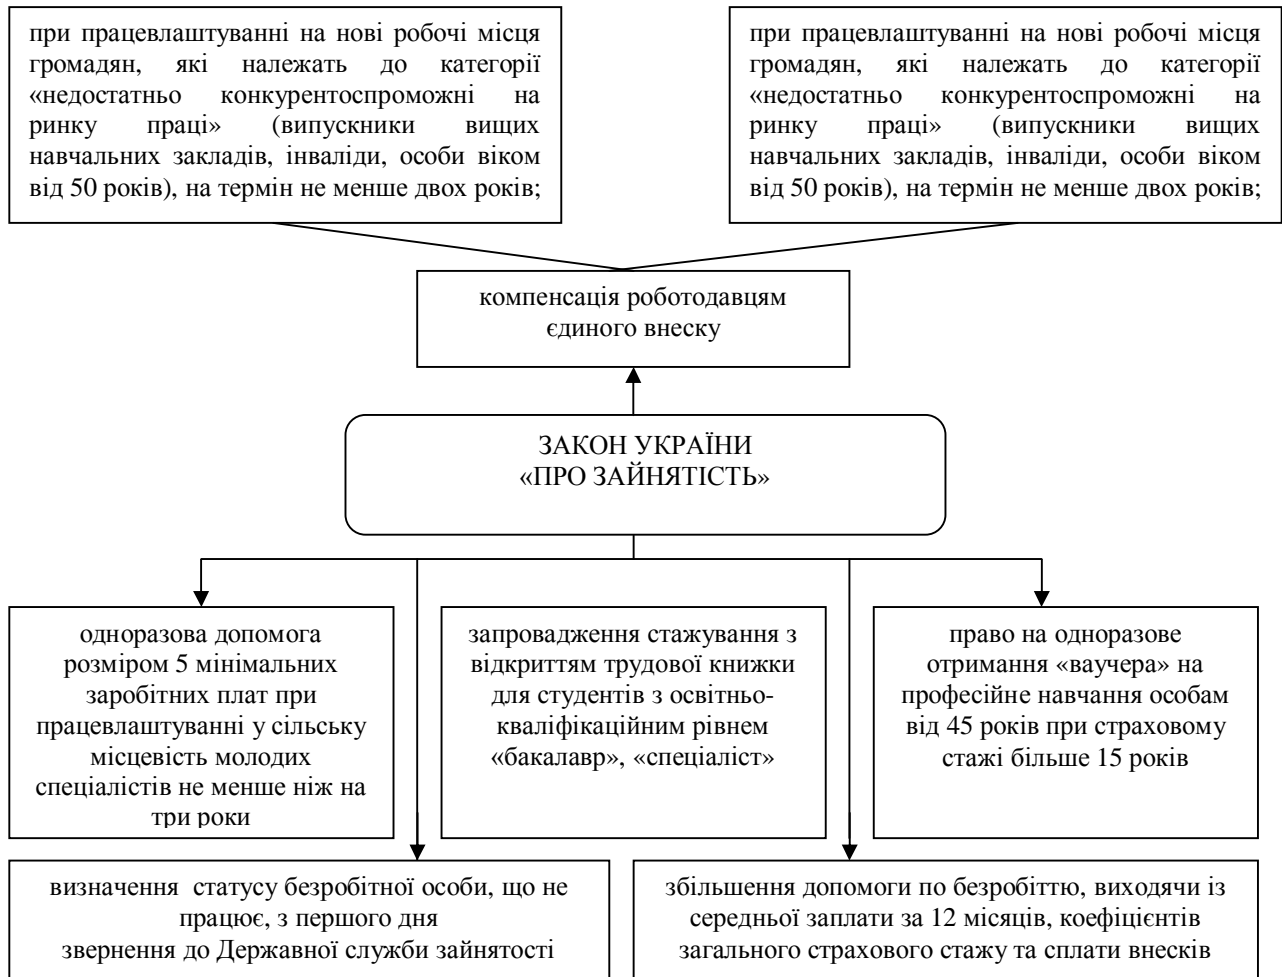 при працевлаштуванні на нові робочі місця
громадян, які належать до категорії
«недостатньо конкурентоспроможні на
ринку праці» (випускники вищих
навчальних закладів, інваліди, особи віком
від 50 років), на термін не менше двох років;
при працевлаштуванні на нові робочі місця
громадян, які належать до категорії
«недостатньо конкурентоспроможні на
ринку праці» (випускники вищих
навчальних закладів, інваліди, особи віком
від 50 років), на термін не менше двох років;
компенсація роботодавцям
єдиного внеску
ЗАКОН УКРАЇНИ
«ПРО ЗАЙНЯТІСТЬ»
одноразова допомога
розміром 5 мінімальних
заробітних плат при
працевлаштуванні у сільську
місцевість молодих
спеціалістів не менше ніж на
три роки
запровадження стажування з
відкриттям трудової книжки
для студентів з освітньо-
кваліфікаційним рівнем
«бакалавр», «спеціаліст»
право на одноразове
отримання «ваучера» на
професійне навчання особам
від 45 років при страховому
стажі більше 15 років
визначення статусу безробітної особи, що не
працює, з першого дня
звернення до Державної служби зайнятості
збільшення допомоги по безробіттю, виходячи із
середньої заплати за 12 місяців, коефіцієнтів
загального страхового стажу та сплати внесків